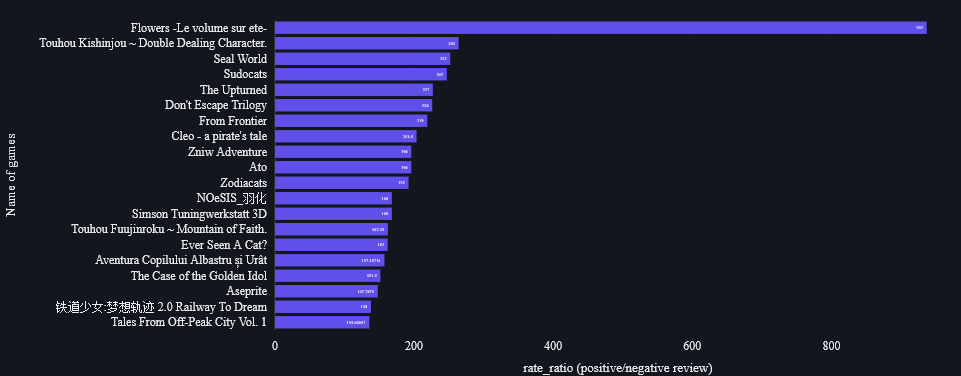 Flowers -Le volume sur ete-
Touhou Kishinjou ~ Double Dealing Character.
Seal World
Sudocats
The Upturned
Don't Escape Trilogy
From Frontier
Cleo - a pirate's tale
Zniw Adventure
Ato
Zodiacats
NOeSIS_羽化
Simson Tuningwerkstatt 3D
Touhou Fuujinroku ~ Mountain of Faith.
Ever Seen A Cat?
Aventura Copilului Albastru și Urât
The Case of the Golden Idol
Aseprite
铁道少女:梦想轨迹 2.0 Railway To Dream
Tales From Off-Peak City Vol. 1
Name of games
0 200 400 600 800
rate_ratio (positive/negative review)